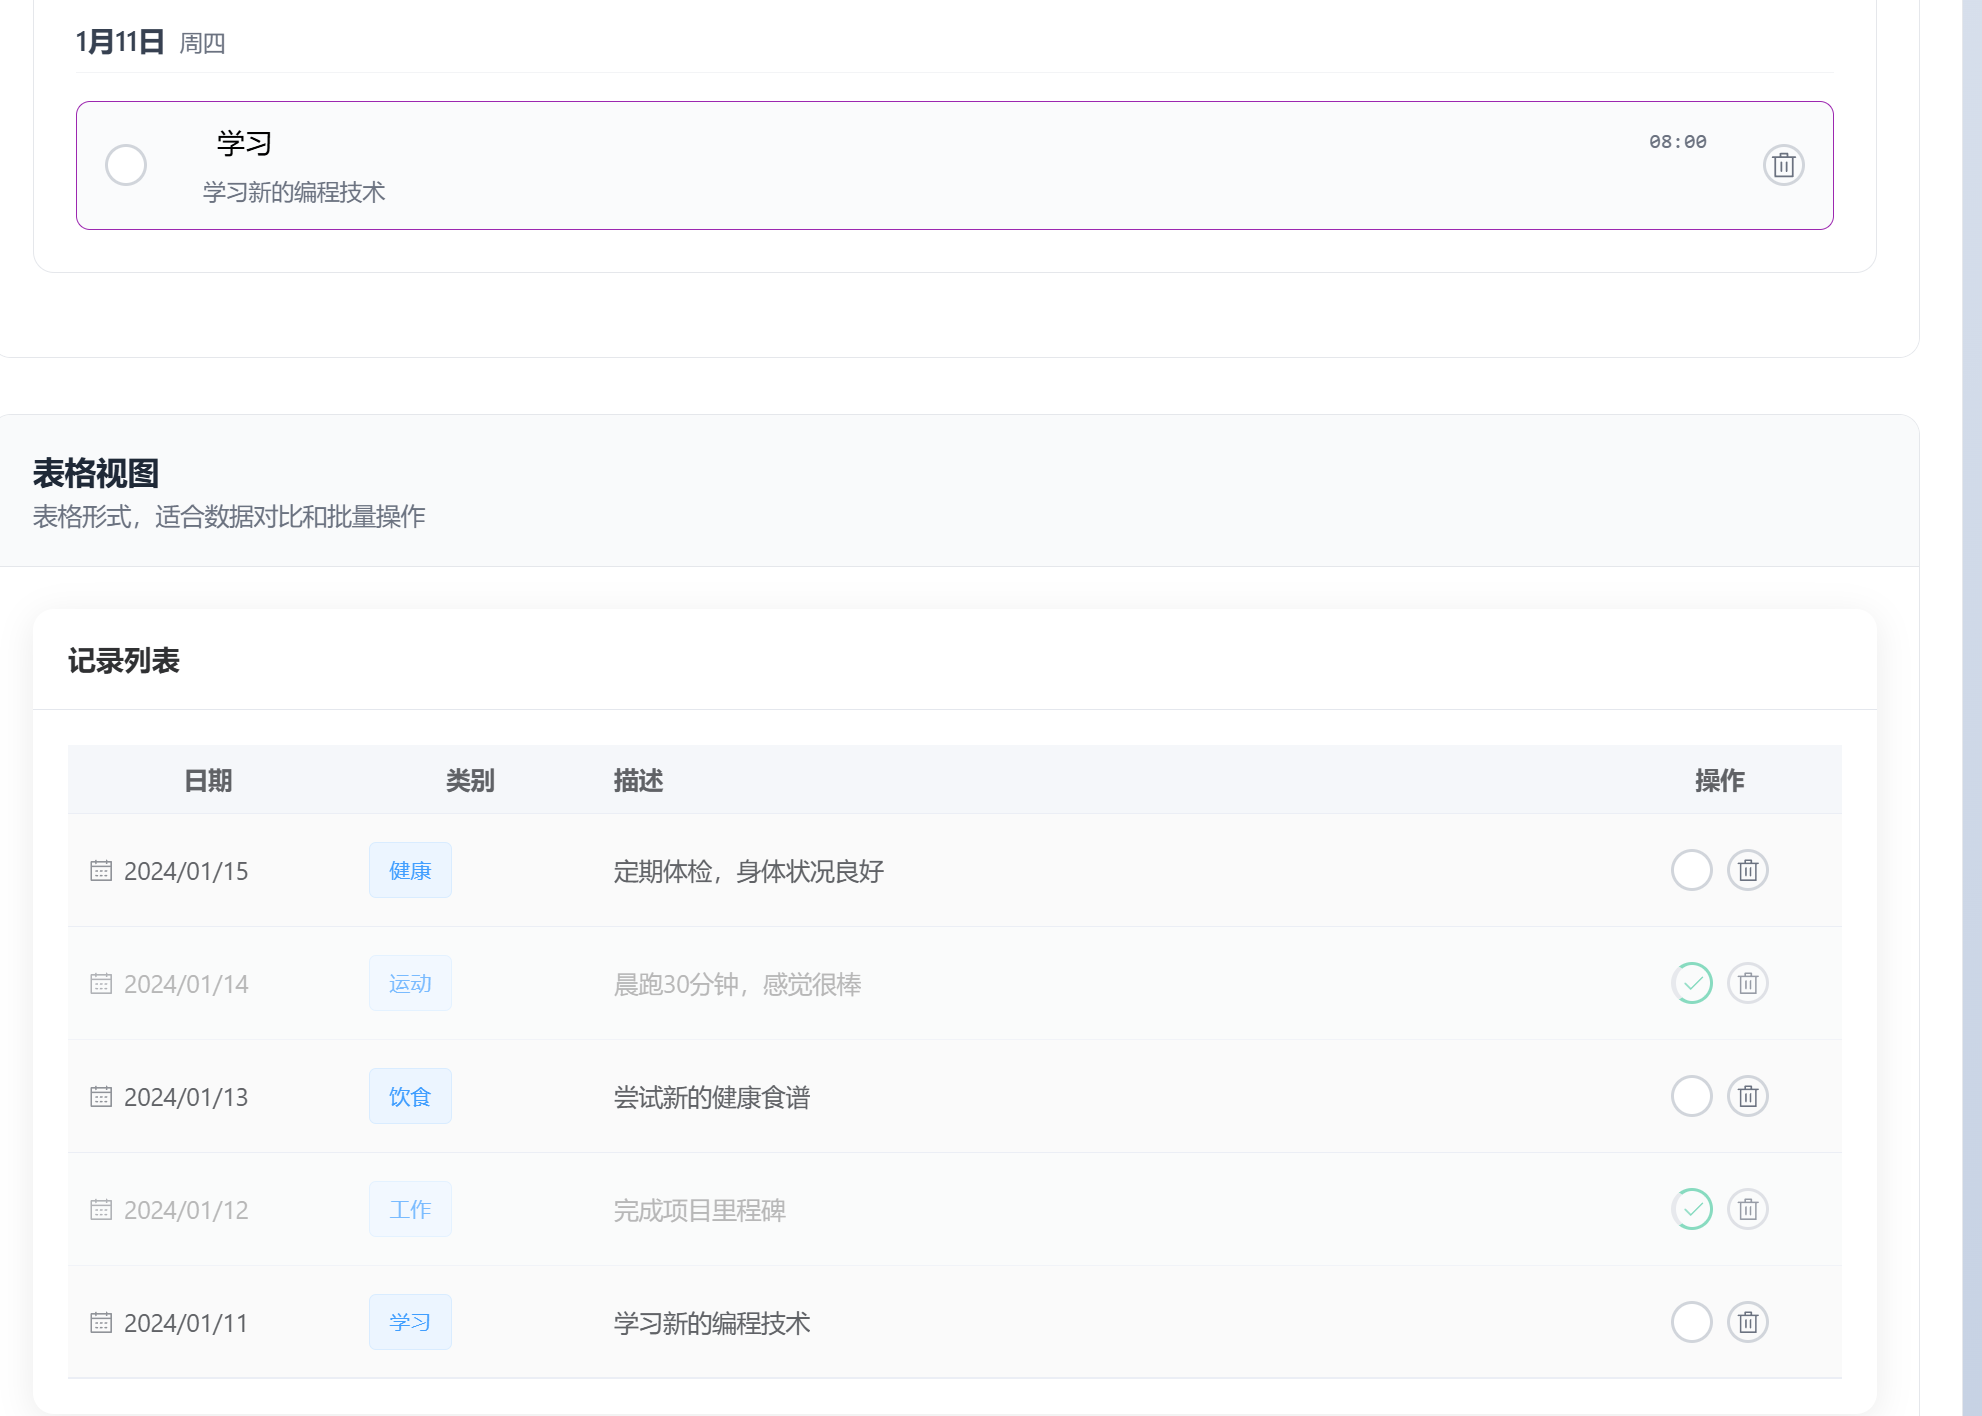 1月11日 周四
学习 08:00
学习新的编程技术
表格视图
表格形式，适合数据对比和批量操作
记录列表
日期 类别 描述 操作
2024/01/15 健康 定期体检，身体状况良好
2024/01/14 运动 晨跑30分钟，感觉很棒
2024/01/13 饮食 尝试新的健康食谱
2024/01/12 工作 完成项目里程碑
2024/01/11 学习 学习新的编程技术